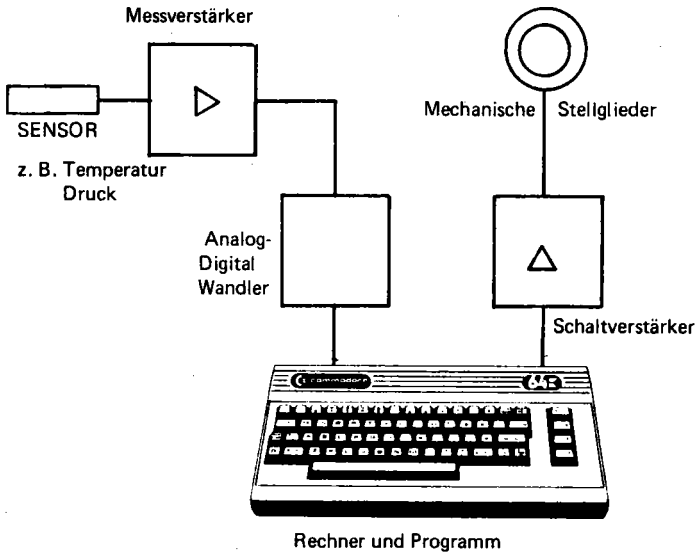 Messverstärker
SENSOR
z. B. Temperatur
Druck
Mechanische Stellglieder
Analog-
Digital
Wandler
Schaltverstärker
commodore
64
Rechner und Programm